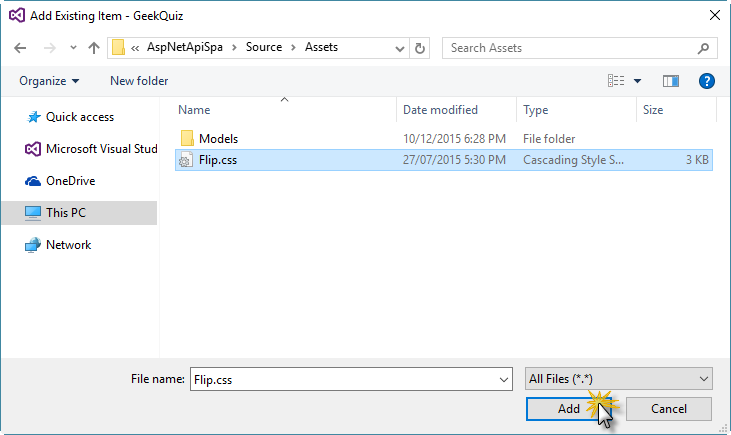 Add Existing Item - GeekQuiz
« AspNetApiSpa Source Assets Search Assets
Organize New folder
Name Date modified Type Size
Quick access
Microsoft Visual Stud
OneDrive
This PC
Network
Models 10/12/2015 6:28 PM File folder
Flip.css 27/07/2015 5:30 PM Cascading Style S... 3 KB
File name: Flip.css All Files (*.*)
Add Cancel